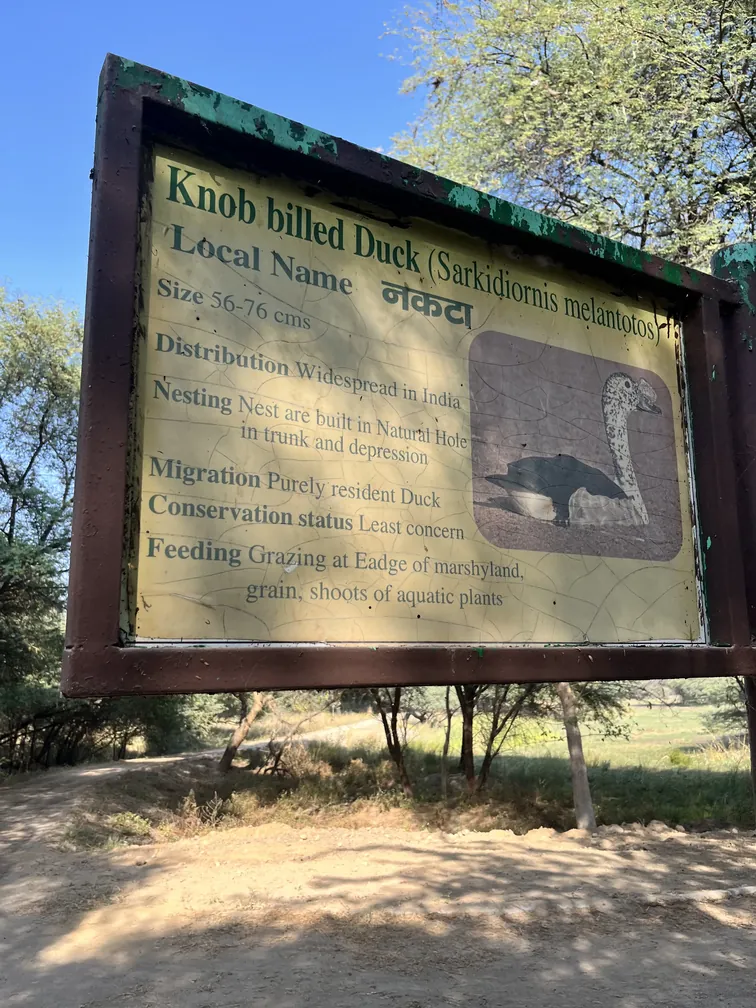 Knob billed Duck (Sarkidiornis melantotos)
Local Name नकटा
Size 56-76 cms
Distribution Widespread in India
Nesting Nest are built in Natural Hole
in trunk and depression
Migration Purely resident Duck
Conservation status Least concern
Feeding Grazing at Eadge of marshyland,
grain, shoots of aquatic plants